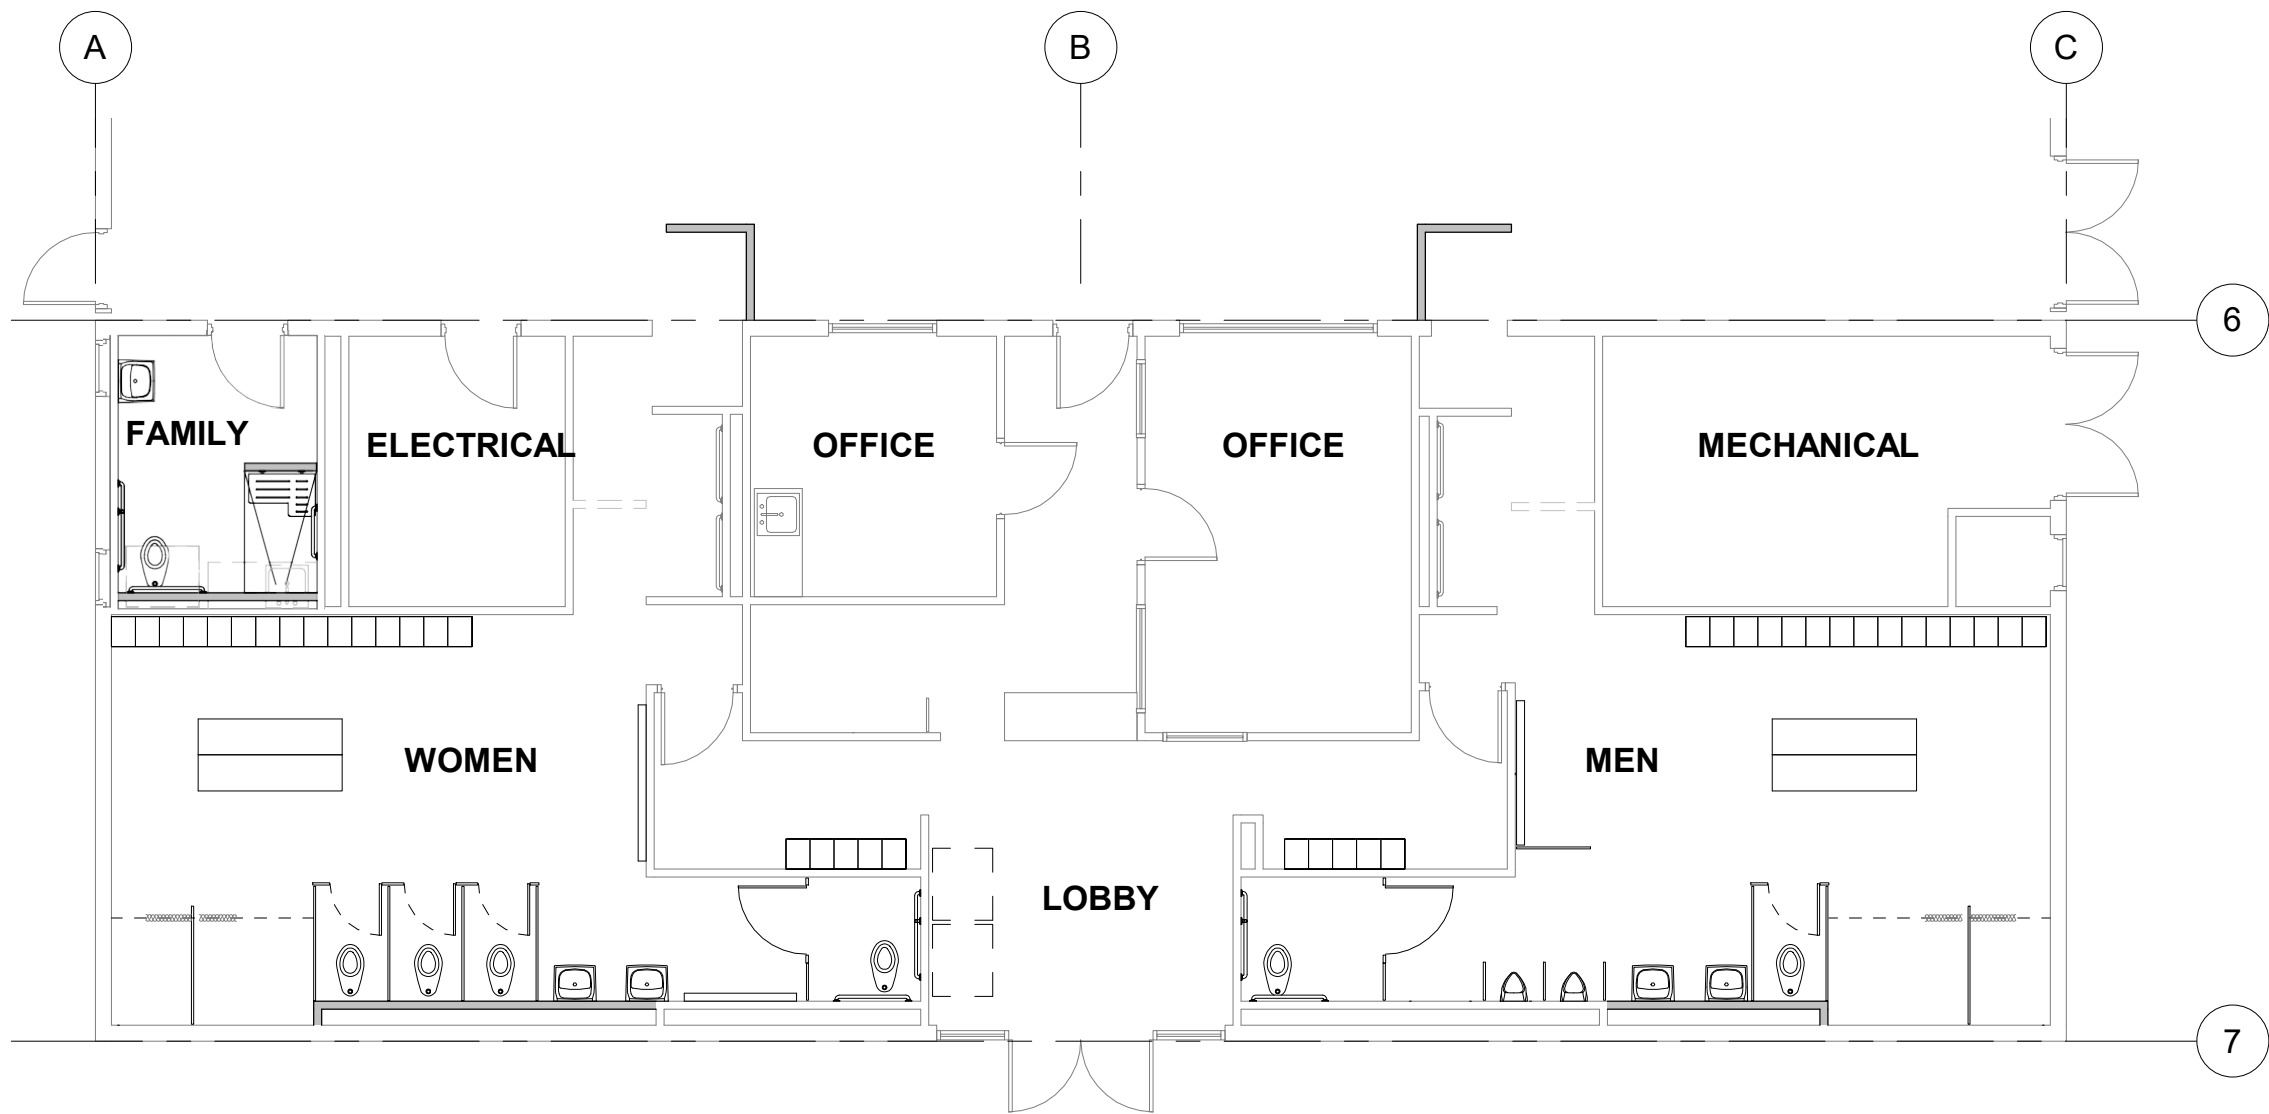 A
B
C
6
FAMILY
ELECTRICAL
OFFICE
OFFICE
MECHANICAL
WOMEN
MEN
LOBBY
7